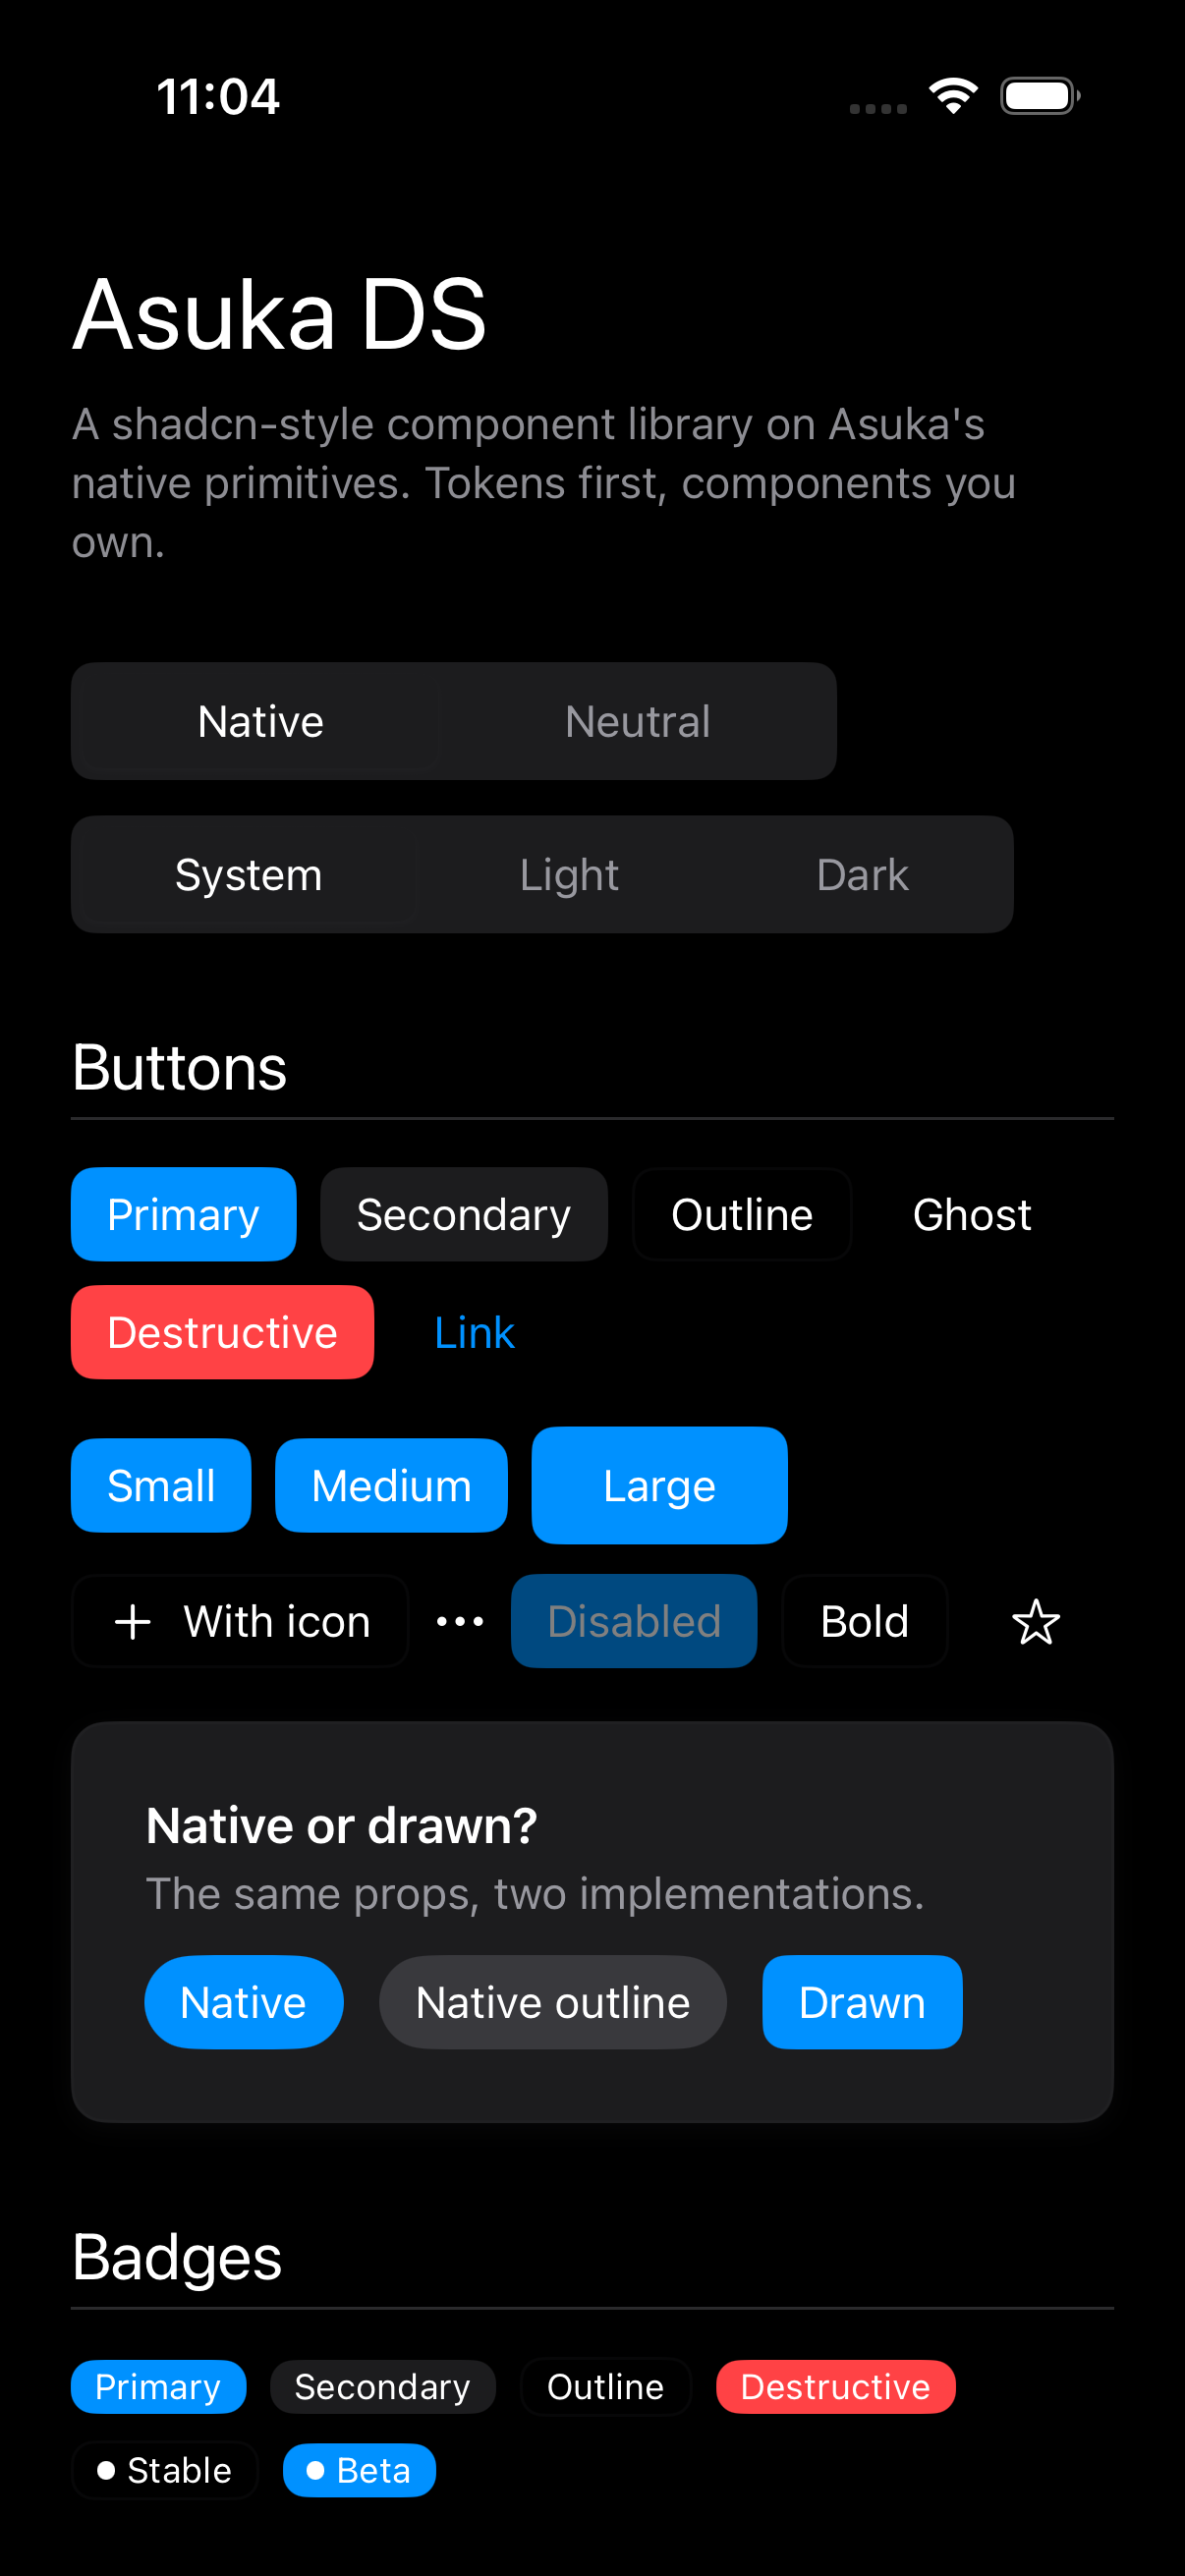 11:04
Asuka DS
A shadcn-style component library on Asuka's
native primitives. Tokens first, components you
own.
Native Neutral
System Light Dark
Buttons
Primary Secondary Outline Ghost
Destructive Link
Small Medium Large
With icon Disabled Bold
Native or drawn?
The same props, two implementations.
Native Native outline Drawn
Badges
Primary Secondary Outline Destructive
Stable Beta